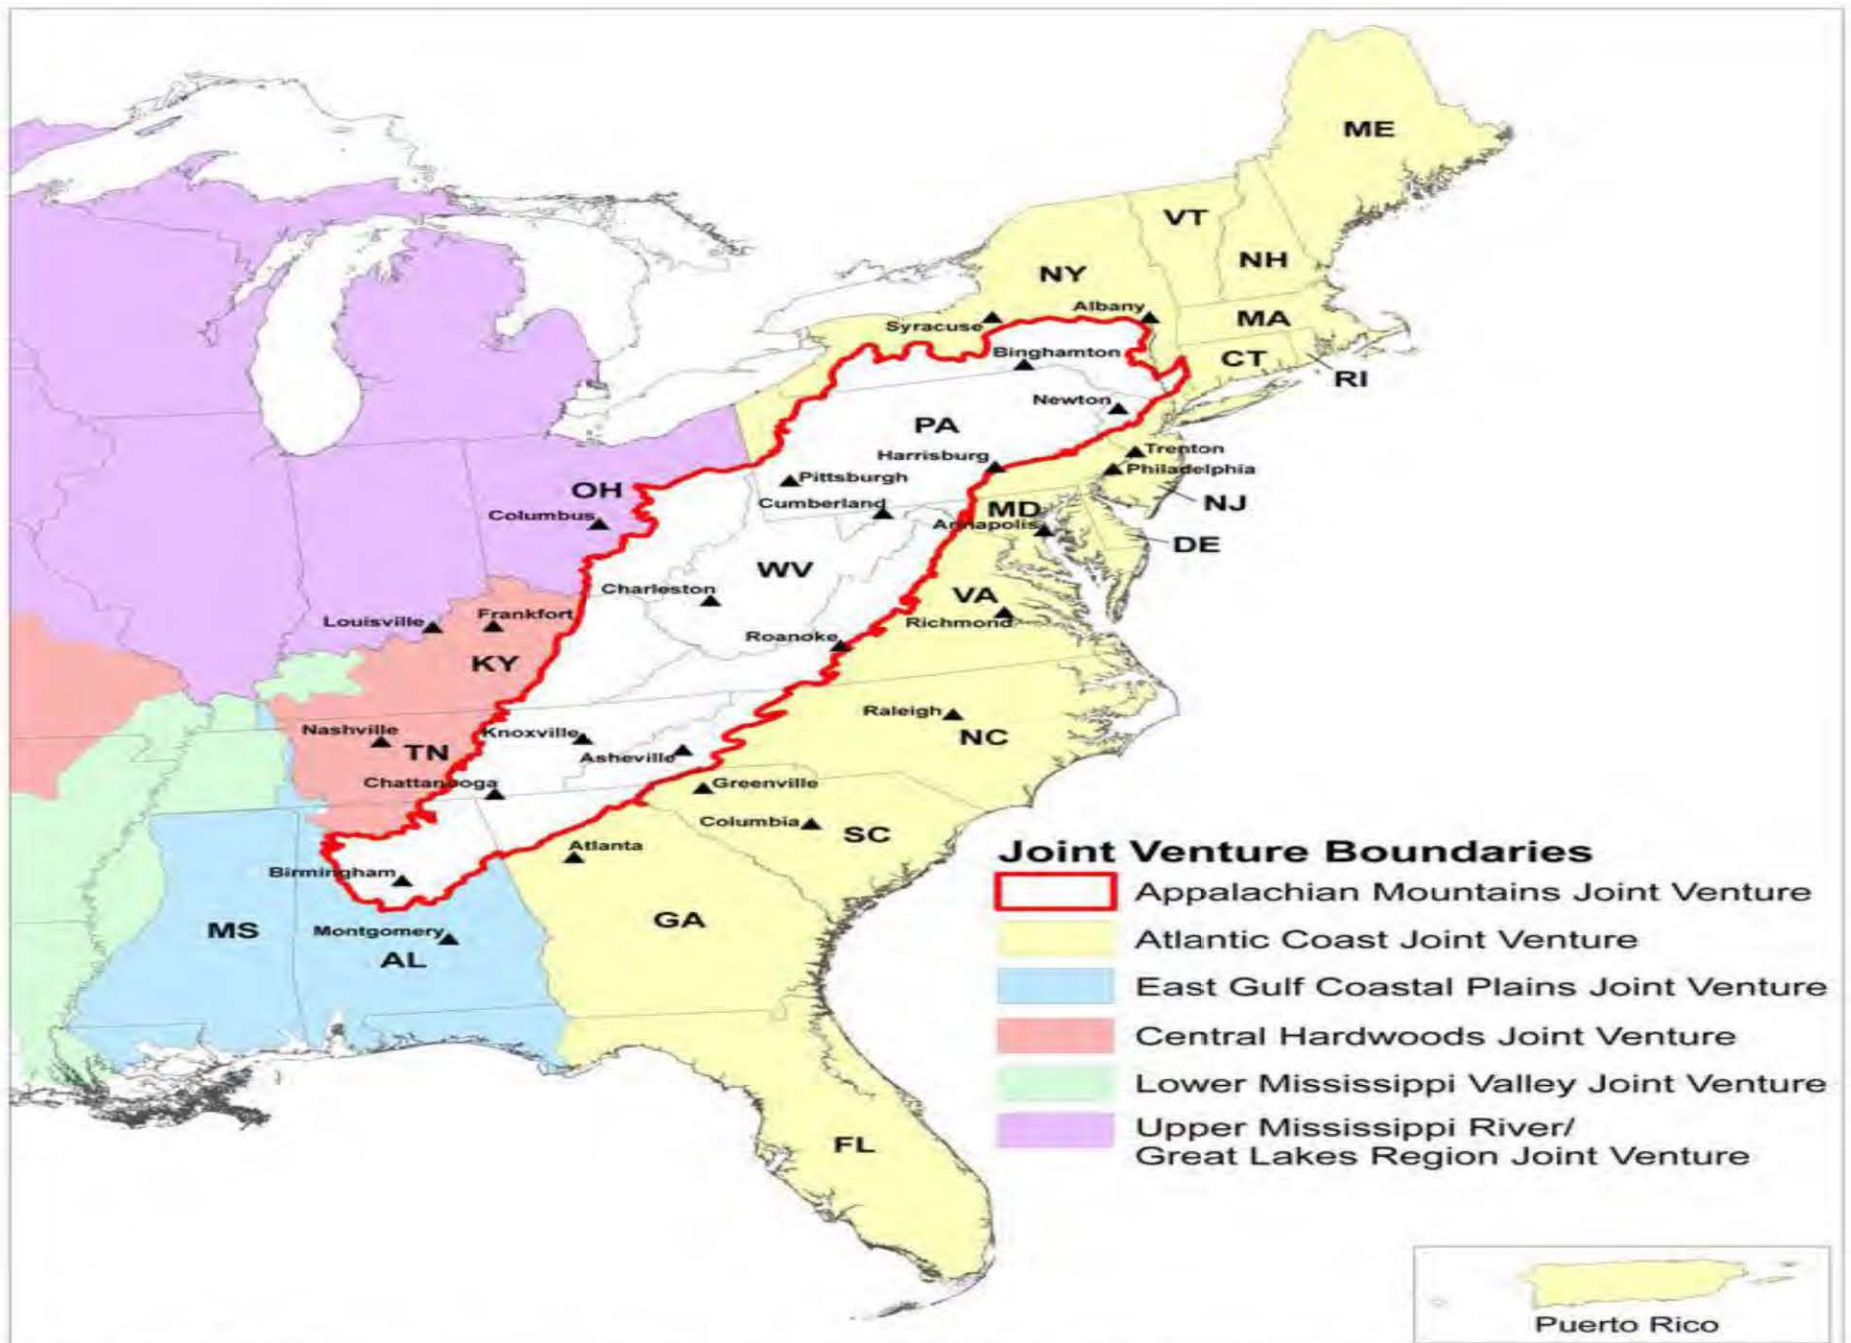 ME
VT
NH
NY
Albany
MA
Syracuse
CT
Binghamton
RI
Newton
PA
Trenton
Harrisburg
Philadelphia
Pittsburgh
OH
Cumberland
NJ
MD
Columbus
Annapolis
DE
WV
Charleston
VA
Frankfort
Louisville
Richmond
Roanoke
KY
Raleigh
Nashville
Knoxville
NC
TN
Asheville
Chattanooga
Greenville
Columbia
SC
Atlanta
Birmingham
GA
MS
Montgomery
AL
FL
Joint Venture Boundaries
Appalachian Mountains Joint Venture
Atlantic Coast Joint Venture
East Gulf Coastal Plains Joint Venture
Central Hardwoods Joint Venture
Lower Mississippi Valley Joint Venture
Upper Mississippi River/
Great Lakes Region Joint Venture
Puerto Rico